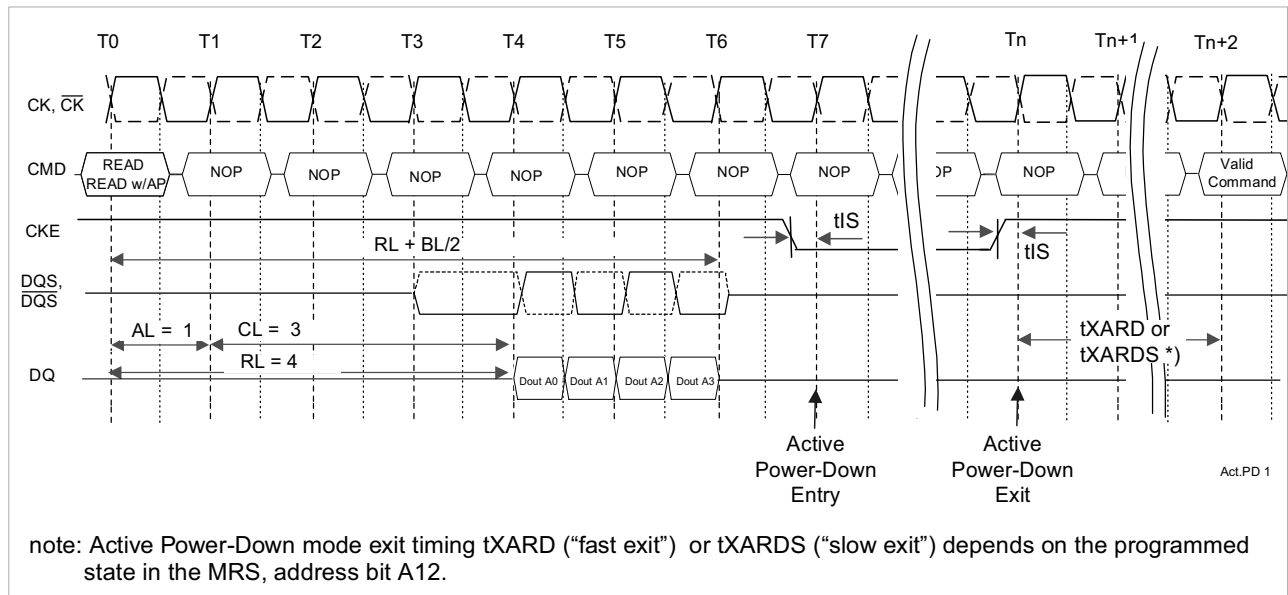 T0 T1 T2 T3 T4 T5 T6 T7 Tn Tn+1 Tn+2
CK, CK
CMD READ NOP NOP NOP NOP NOP NOP NOP OP NOP Valid
READ w/AP Command
CKE
tIS tIS
RL + BL/2
DQS,
DQS
AL = 1 CL = 3
RL = 4
tXARD or
tXARDS *)
DQ Dout A0 Dout A1 Dout A2 Dout A3
Active Active
Power-Down Power-Down
Entry Exit
Act.PD 1
note: Active Power-Down mode exit timing tXARD (“fast exit”) or tXARDS (“slow exit”) depends on the programmed
state in the MRS, address bit A12.